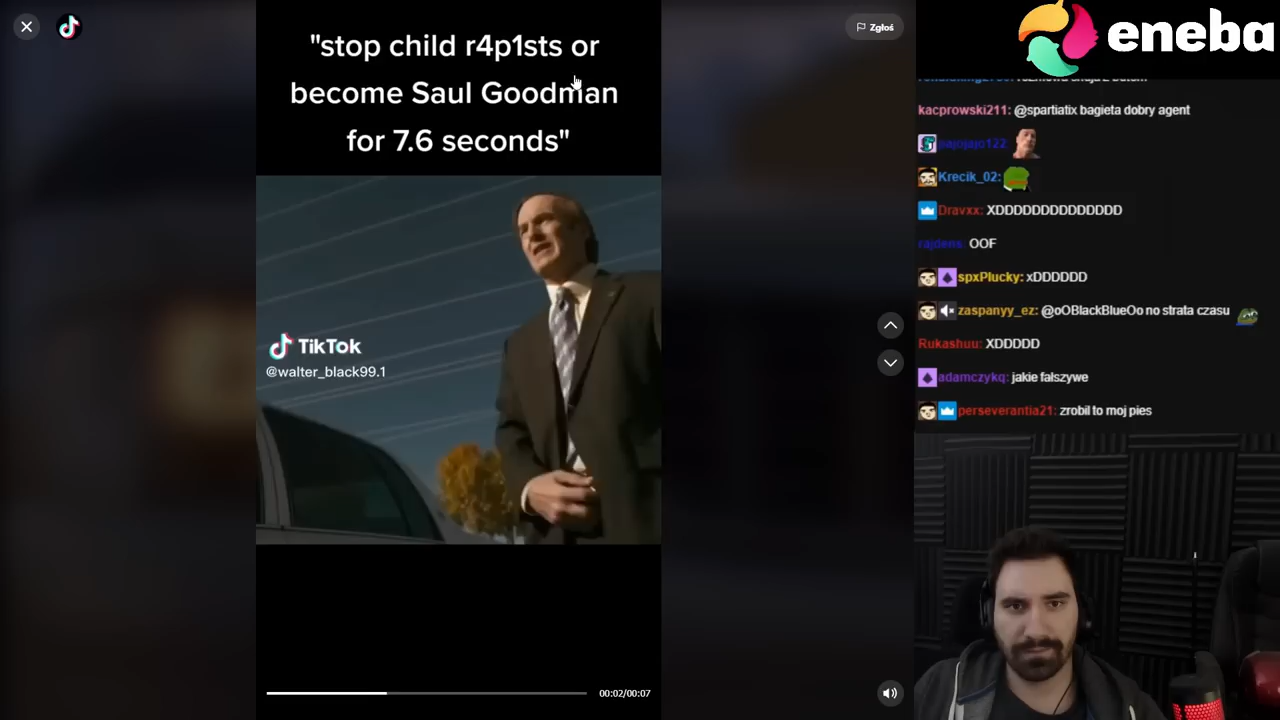 Zgłoś
"stop child r4p1sts or
become Saul Goodman
for 7.6 seconds"
TikTok
@walter_black99.1
00:02/00:07
eneba
kacprowski211: @spartiatix bagieta dobry agent
pajojajo122:
Krecik_02:
Dravxx: XDDDDDDDDDDDDDD
rajdens: OOF
spxPlucky: xDDDDDD
zaspanyy_ez: @oOBlackBlueOo no strata czasu
Rukashuu: XDDDDD
adamczykq: jakie fałszywe
perseverantia21: zrobil to moj pies